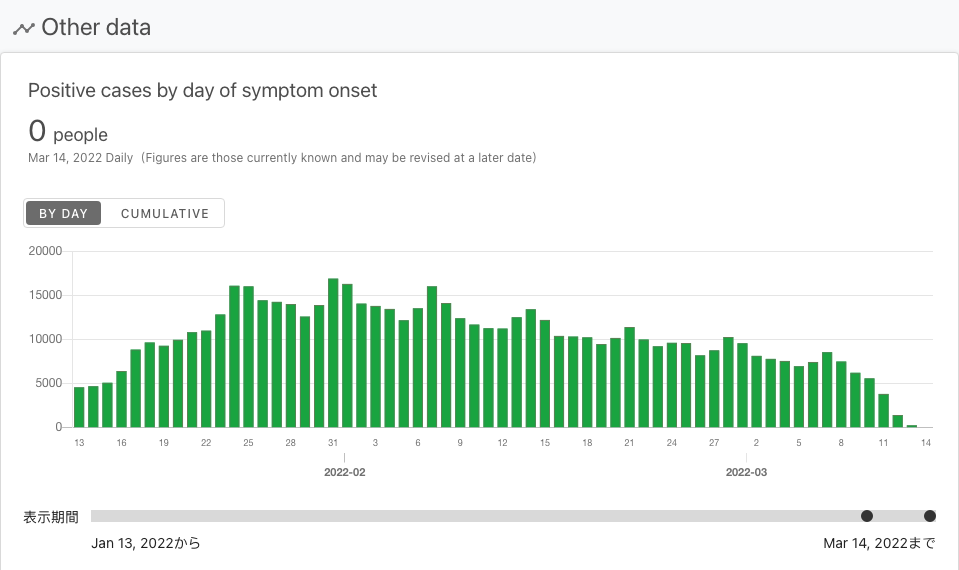 Other data
Positive cases by day of symptom onset
0 people
Mar 14, 2022 Daily (Figures are those currently known and may be revised at a later date)
BY DAY CUMULATIVE
20000
15000
10000
5000
0
13 16 19 22 25 28 31 3 6 9 12 15 18 21 24 27 2 5 8 11 14
2022-02 2022-03
表示期間
Jan 13, 2022から Mar 14, 2022まで